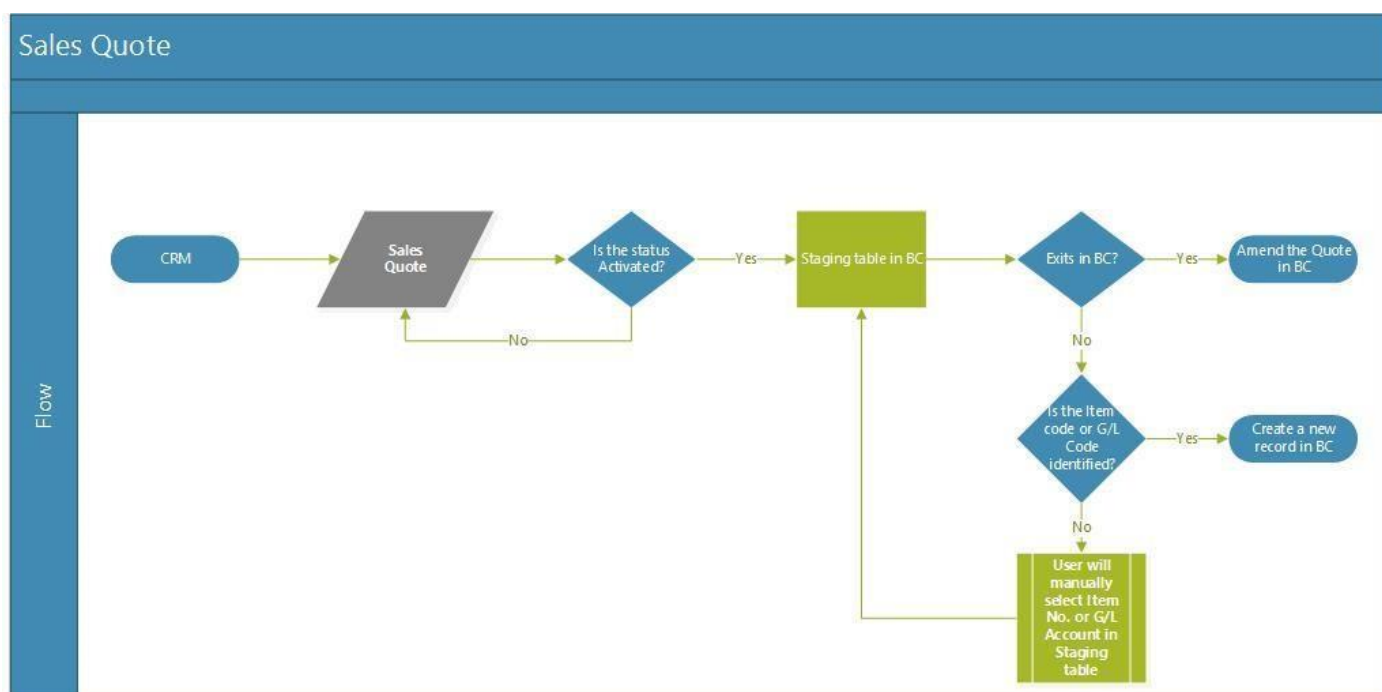 Sales Quote
Flow
CRM
Sales
Quote
Is the status
Activated?
Yes
No
Staging table in BC
Exits in BC?
Yes
Amend the Quote
in BC
No
Is the Item
code or G/L
Code
identified?
Yes
Create a new
record in BC
No
User will
manually
select Item
No. or G/L
Account in
Staging
table